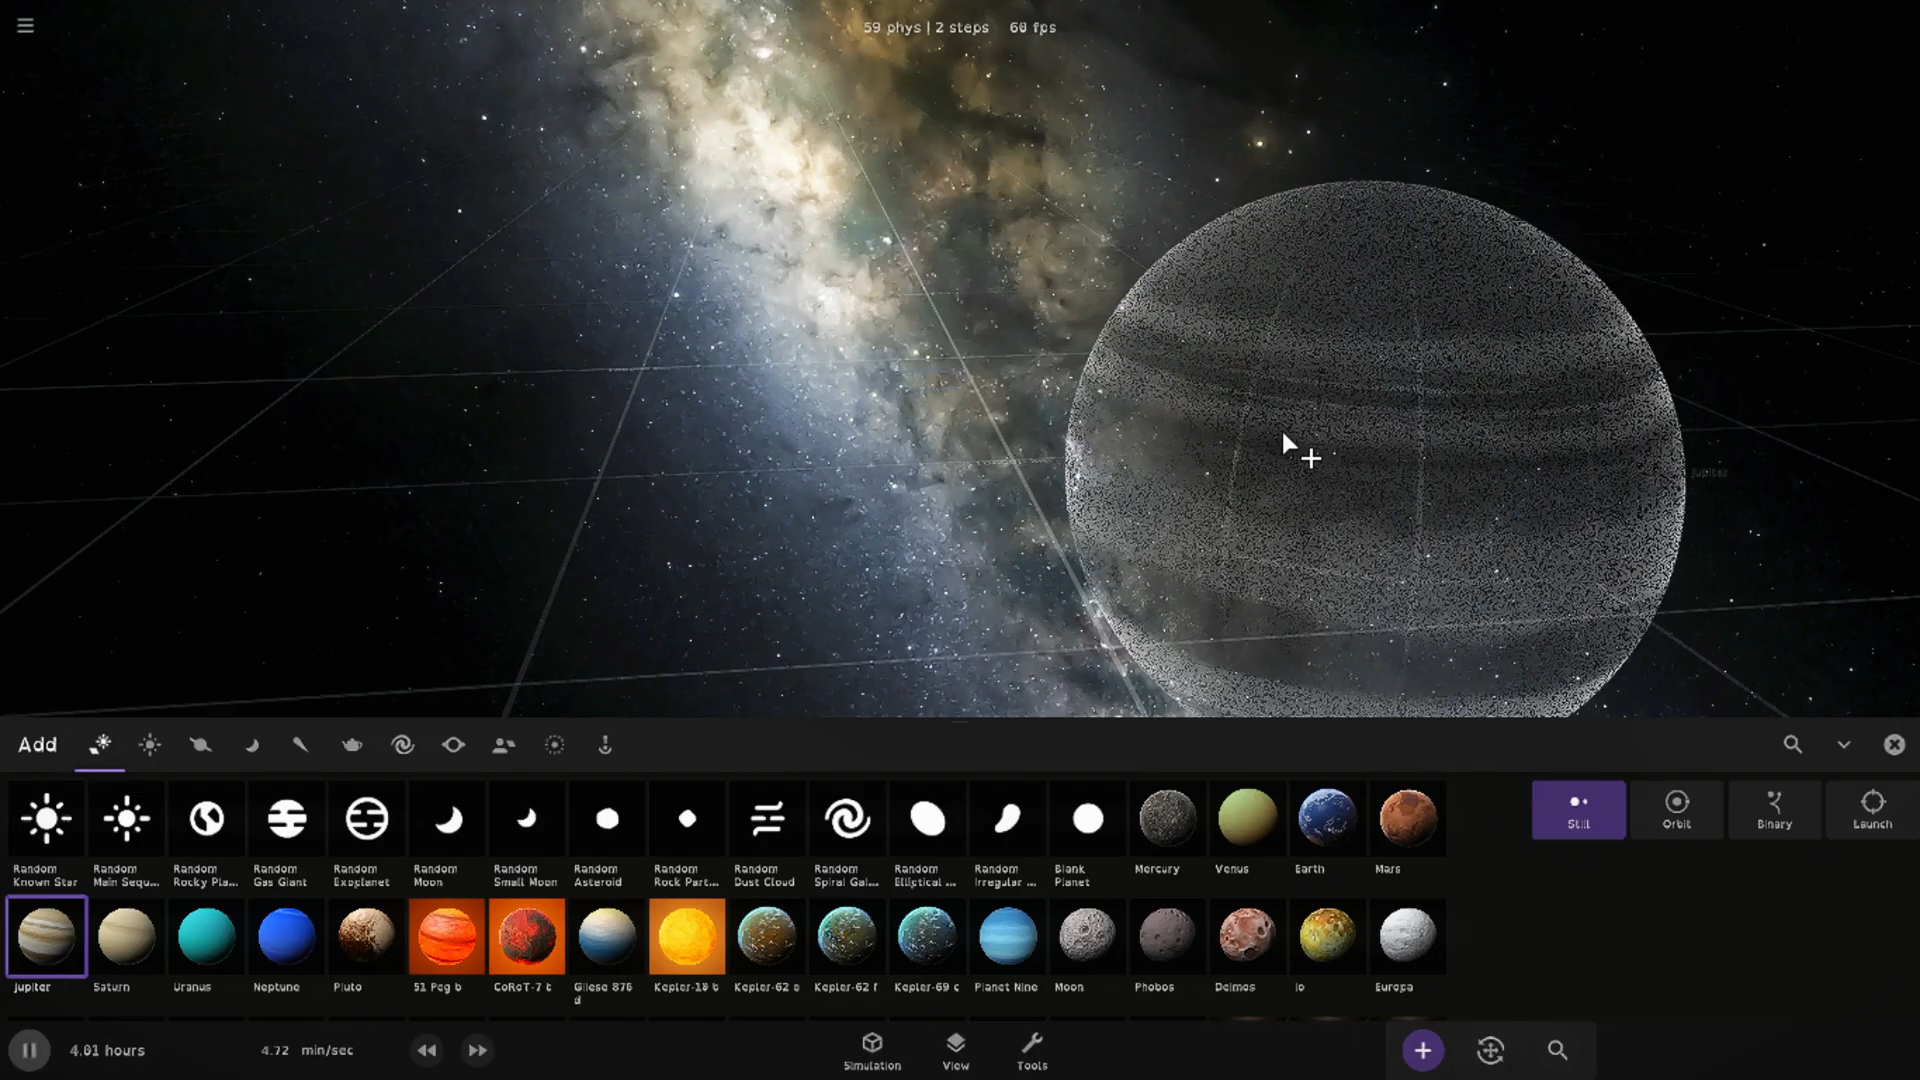 59 phys | 2 steps 60 fps
Jupiter
Add
Random Known Star
Random Main Sequ...
Random Rocky Pla...
Random Gas Giant
Random Exoplanet
Random Moon
Random Small Moon
Random Asteroid
Random Rock Part...
Random Dust Cloud
Random Spiral Gal...
Random Elliptical ...
Random Irregular ...
Blank Planet
Mercury
Venus
Earth
Mars
Still
Orbit
Binary
Launch
Jupiter
Saturn
Uranus
Neptune
Pluto
51 Peg b
CoRoT-7 b
Gliese 876 d
Kepler-10 b
Kepler-62 e
Kepler-62 f
Kepler-69 c
Planet Nine
Moon
Phobos
Deimos
Io
Europa
4.01 hours
4.72 min/sec
Simulation
View
Tools